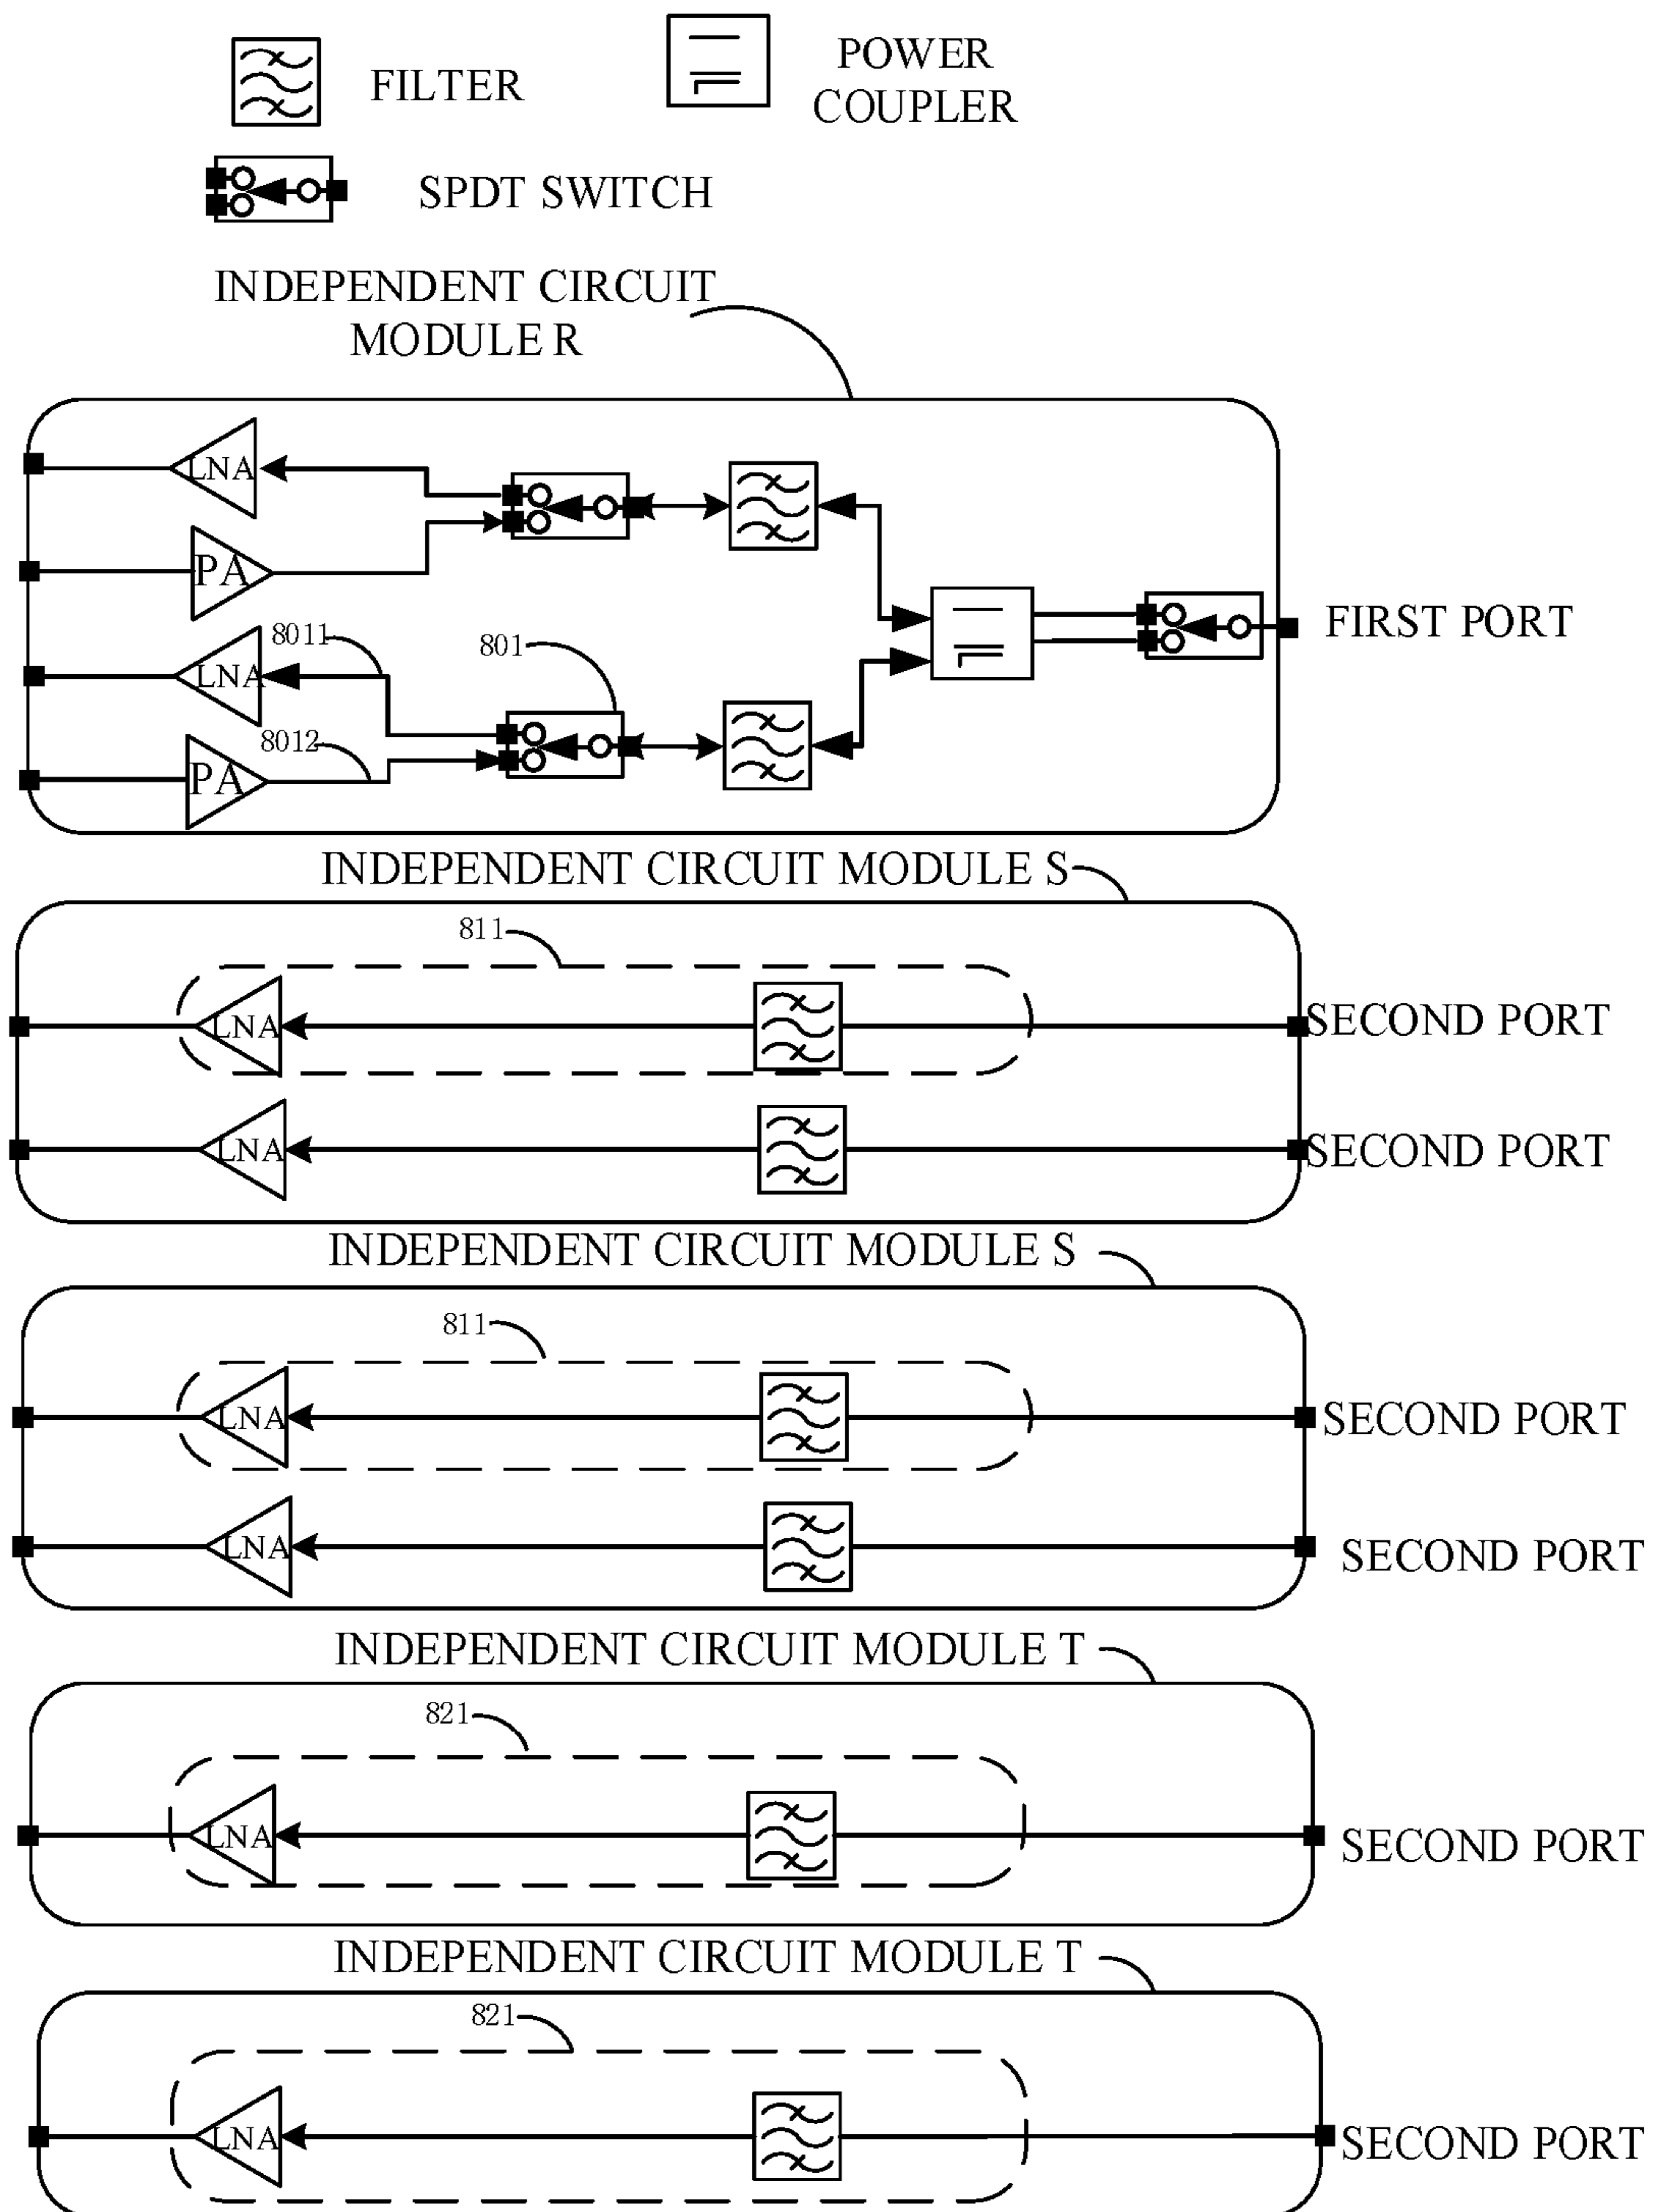 FILTER
POWER
COUPLER
SPDT SWITCH
INDEPENDENT CIRCUIT
MODULE R
LNA
PA
8011
801
LNA
8012
PA
FIRST PORT
INDEPENDENT CIRCUIT MODULE S
811
LNA
SECOND PORT
LNA
SECOND PORT
INDEPENDENT CIRCUIT MODULE S
811
LNA
SECOND PORT
LNA
SECOND PORT
INDEPENDENT CIRCUIT MODULE T
821
LNA
SECOND PORT
INDEPENDENT CIRCUIT MODULE T
821
LNA
SECOND PORT